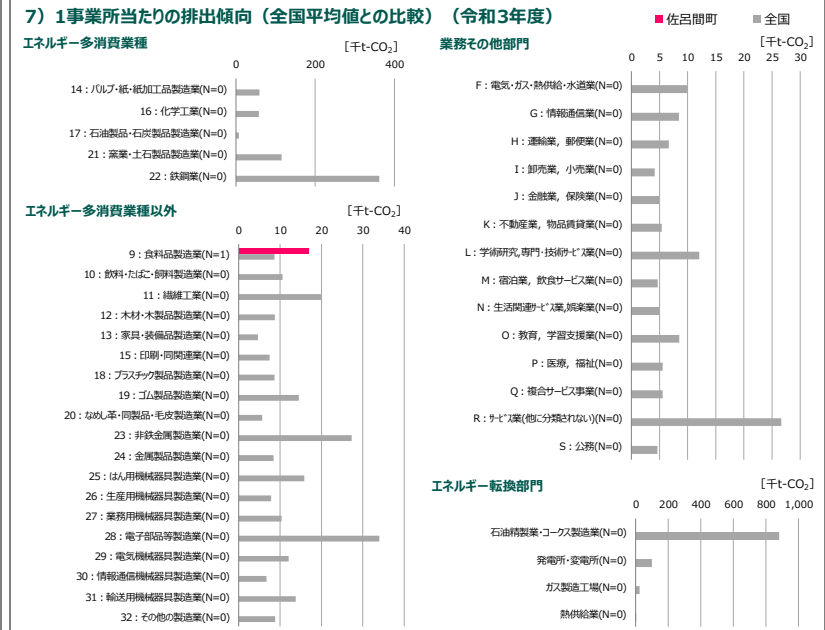 7）1事業所当たりの排出傾向（全国平均値との比較）（令和3年度）
■佐呂間町 ■全国
エネルギー多消費業種
［千t-CO₂］
0 200 400
14：パルプ・紙・紙加工品製造業(N=0)
16：化学工業(N=0)
17：石油製品・石炭製品製造業(N=0)
21：窯業・土石製品製造業(N=0)
22：鉄鋼業(N=0)
エネルギー多消費業種以外
［千t-CO₂］
0 10 20 30 40
9：食料品製造業(N=1)
10：飲料・たばこ・飼料製造業(N=0)
11：繊維工業(N=0)
12：木材・木製品製造業(N=0)
13：家具・装備品製造業(N=0)
15：印刷・同関連業(N=0)
18：プラスチック製品製造業(N=0)
19：ゴム製品製造業(N=0)
20：なめし革・同製品・毛皮製造業(N=0)
23：非鉄金属製造業(N=0)
24：金属製品製造業(N=0)
25：はん用機械器具製造業(N=0)
26：生産用機械器具製造業(N=0)
27：業務用機械器具製造業(N=0)
28：電子部品等製造業(N=0)
29：電気機械器具製造業(N=0)
30：情報通信機械器具製造業(N=0)
31：輸送用機械器具製造業(N=0)
32：その他の製造業(N=0)
業務その他部門
［千t-CO₂］
0 5 10 15 20 25 30
F：電気・ガス・熱供給・水道業(N=0)
G：情報通信業(N=0)
H：運輸業，郵便業(N=0)
I：卸売業，小売業(N=0)
J：金融業，保険業(N=0)
K：不動産業，物品賃貸業(N=0)
L：学術研究,専門・技術ｻｰﾋﾞｽ業(N=0)
M：宿泊業，飲食サービス業(N=0)
N：生活関連ｻｰﾋﾞｽ業,娯楽業(N=0)
O：教育，学習支援業(N=0)
P：医療，福祉(N=0)
Q：複合サービス事業(N=0)
R：ｻｰﾋﾞｽ業(他に分類されない)(N=0)
S：公務(N=0)
エネルギー転換部門
［千t-CO₂］
0 200 400 600 800 1,000
石油精製業・コークス製造業(N=0)
発電所・変電所(N=0)
ガス製造工場(N=0)
熱供給業(N=0)